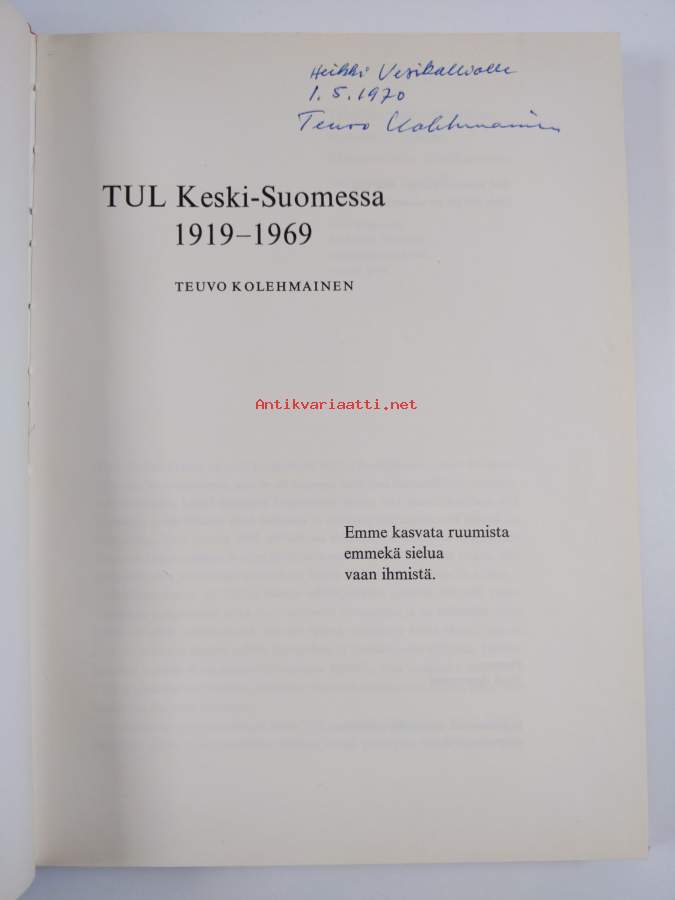 Heikki Vesikalliolle
1.5.1970
Teuvo Kolehmainen
TUL Keski-Suomessa
1919–1969
TEUVO KOLEHMAINEN
Antikvariaatti.net
Emme kasvata ruumista
emmekä sielua
vaan ihmistä.